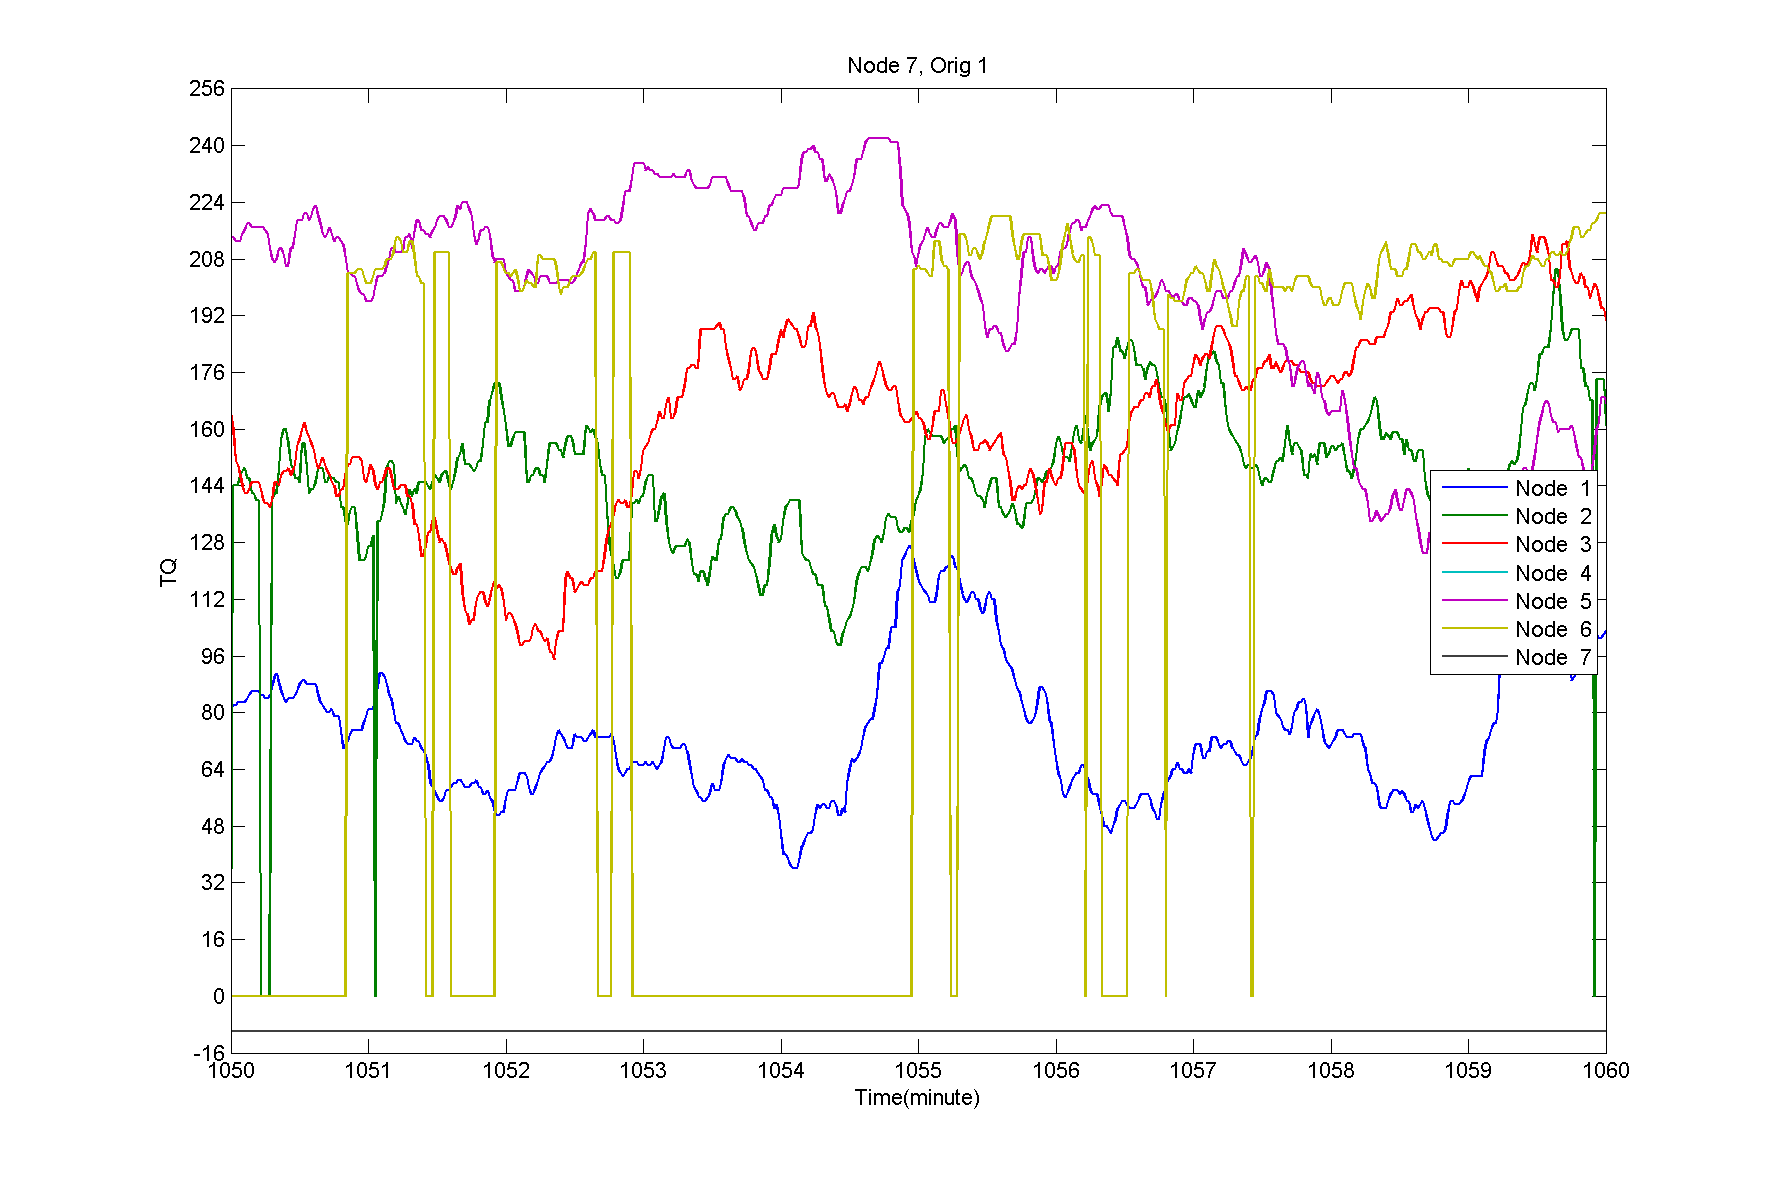 Node 7, Orig 1
256
240
224
208
192
176
160
144
128
112
96
80
64
48
32
16
0
-16
TQ
1050 1051 1052 1053 1054 1055 1056 1057 1058 1059 1060
Time(minute)
Node 1
Node 2
Node 3
Node 4
Node 5
Node 6
Node 7